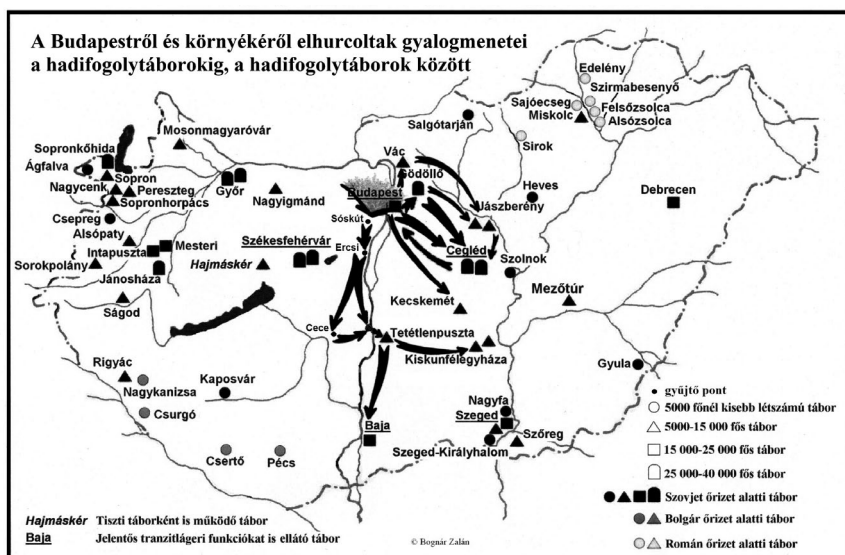 A Budapestről és környékéről elhurcoltak gyalogmenetei
a hadifogolytáborokig, a hadifogolytáborok között
Edelény
Szirmabesenyő
Sajóecseg
Felsőzsolca
Miskolc
Alsózsolca
Salgótarján
Sirok
Mosonmagyaróvár
Sopronkőhida
Ágfalva
Sopron
Nagycenk
Pereszteg
Sopronhorpács
Győr
Nagyigmánd
Vác
Gödöllő
Budapest
Jászberény
Heves
Debrecen
Csepreg
Alsópaty
Intapuszta
Mesteri
Sorokpolány
Jánosháza
Ságod
Székesfehérvár
Hajmáskér
Sóskút
Ercsi
Cegléd
Szolnok
Kecskemét
Mezőtúr
Cece
Tetétlenpuszta
Kiskunfélegyháza
Gyula
Rigyác
Nagykanizsa
Kaposvár
Csurgó
Csertő
Pécs
Baja
Nagyfa
Szeged
Szőreg
Szeged-Királyhalom
gyűjtő pont
5000 főnél kisebb létszámú tábor
5000-15 000 fős tábor
15 000-25 000 fős tábor
25 000-40 000 fős tábor
Szovjet őrizet alatti tábor
Bolgár őrizet alatti tábor
Román őrizet alatti tábor
Hajmáskér Tiszti táborként is működő tábor
Baja Jelentős tranzitlágeri funkciókat is ellátó tábor
© Bognár Zalán